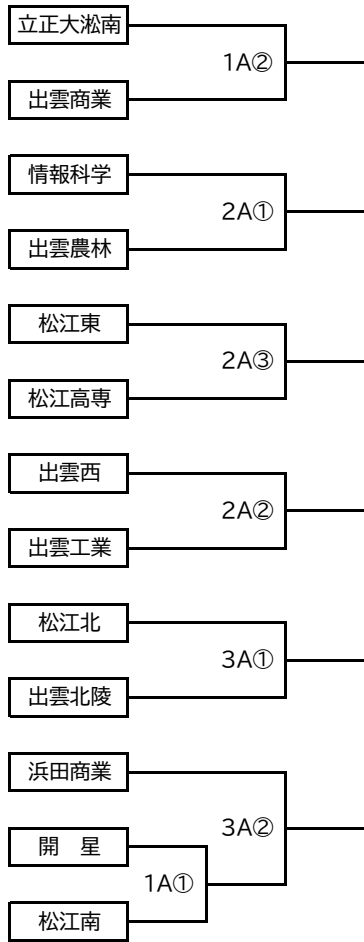 立正大淞南
1A②
出雲商業
情報科学
2A①
出雲農林
松江東
2A③
松江高専
出雲西
2A②
出雲工業
松江北
3A①
出雲北陵
浜田商業
3A②
開　星
1A①
松江南